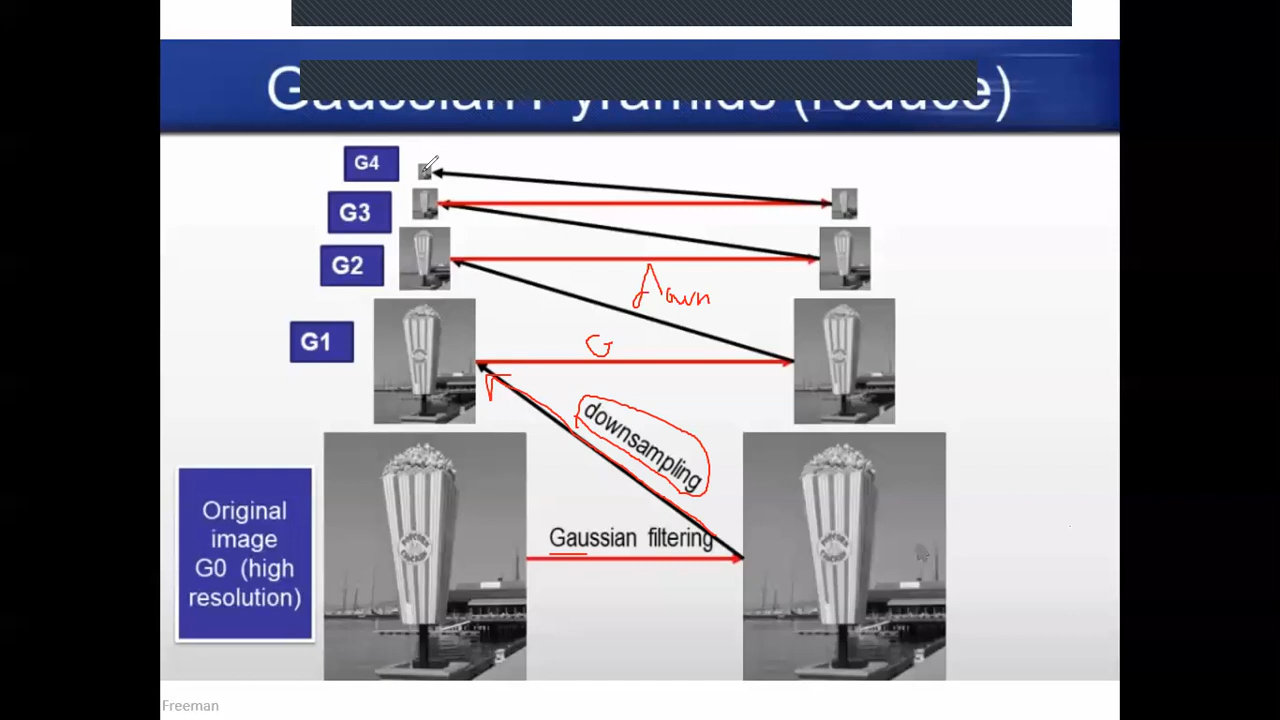 Gaussian Pyramids (reduce)
G4
G3
G2
Down
G1
G
downsampling
Original
image
G0 (high
resolution)
Gaussian filtering
Freeman